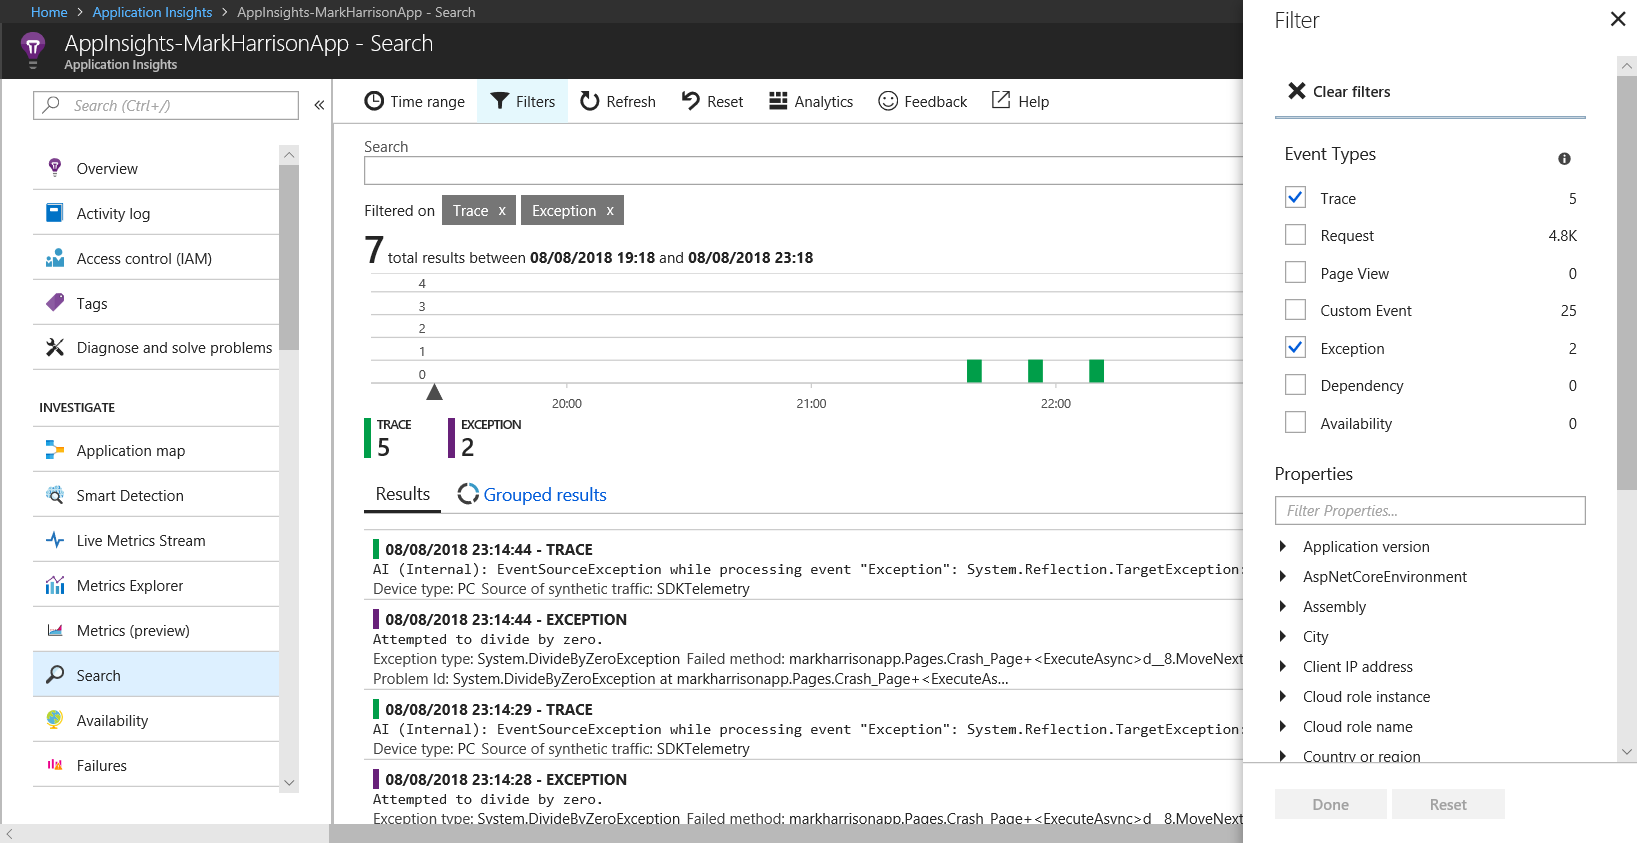 Home > Application Insights > AppInsights-MarkHarrisonApp - Search
AppInsights-MarkHarrisonApp - Search
Application Insights
Search (Ctrl+/)
«
Overview
Activity log
Access control (IAM)
Tags
Diagnose and solve problems
INVESTIGATE
Application map
Smart Detection
Live Metrics Stream
Metrics Explorer
Metrics (preview)
Search
Availability
Failures
Time range Filters Refresh Reset Analytics Feedback Help
Search
Filtered on Trace x Exception x
7 total results between 08/08/2018 19:18 and 08/08/2018 23:18
4
3
2
1
0
20:00 21:00 22:00
TRACE
5
EXCEPTION
2
Results Grouped results
08/08/2018 23:14:44 - TRACE
AI (Internal): EventSourceException while processing event "Exception": System.Reflection.TargetException:
Device type: PC Source of synthetic traffic: SDKTelemetry
08/08/2018 23:14:44 - EXCEPTION
Attempted to divide by zero.
Exception type: System.DivideByZeroException Failed method: markharrisonapp.Pages.Crash_Page+<ExecuteAsync>d__8.MoveNext
Problem Id: System.DivideByZeroException at markharrisonapp.Pages.Crash_Page+<ExecuteAs...
08/08/2018 23:14:29 - TRACE
AI (Internal): EventSourceException while processing event "Exception": System.Reflection.TargetException:
Device type: PC Source of synthetic traffic: SDKTelemetry
08/08/2018 23:14:28 - EXCEPTION
Attempted to divide by zero.
Exception type: System.DivideByZeroException Failed method: markharrisonapp.Pages.Crash_Page+<ExecuteAsync>d__8.MoveNext
Filter
Clear filters
Event Types
Trace 5
Request 4.8K
Page View 0
Custom Event 25
Exception 2
Dependency 0
Availability 0
Properties
Filter Properties...
Application version
AspNetCoreEnvironment
Assembly
City
Client IP address
Cloud role instance
Cloud role name
Country or region
Done Reset